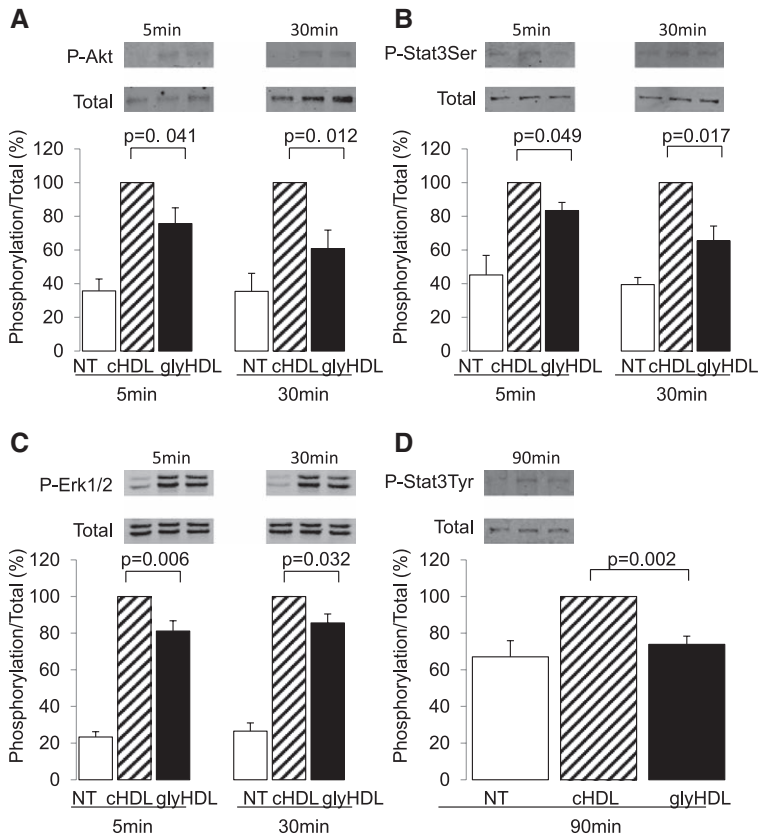 A
5min 30min
P-Akt
Total
p=0. 041 p=0. 012
Phosphorylation/Total (%)
120
100
80
60
40
20
0
NT cHDL glyHDL NT cHDL glyHDL
5min 30min
B
5min 30min
P-Stat3Ser
Total
p=0.049 p=0.017
Phosphorylation/Total (%)
120
100
80
60
40
20
0
NT cHDL glyHDL NT cHDL glyHDL
5min 30min
C
5min 30min
P-Erk1/2
Total
p=0.006 p=0.032
Phosphorylation/Total (%)
120
100
80
60
40
20
0
NT cHDL glyHDL NT cHDL glyHDL
5min 30min
D
90min
P-Stat3Tyr
Total
p=0.002
Phosphorylation/Total (%)
120
100
80
60
40
20
0
NT cHDL glyHDL
90min